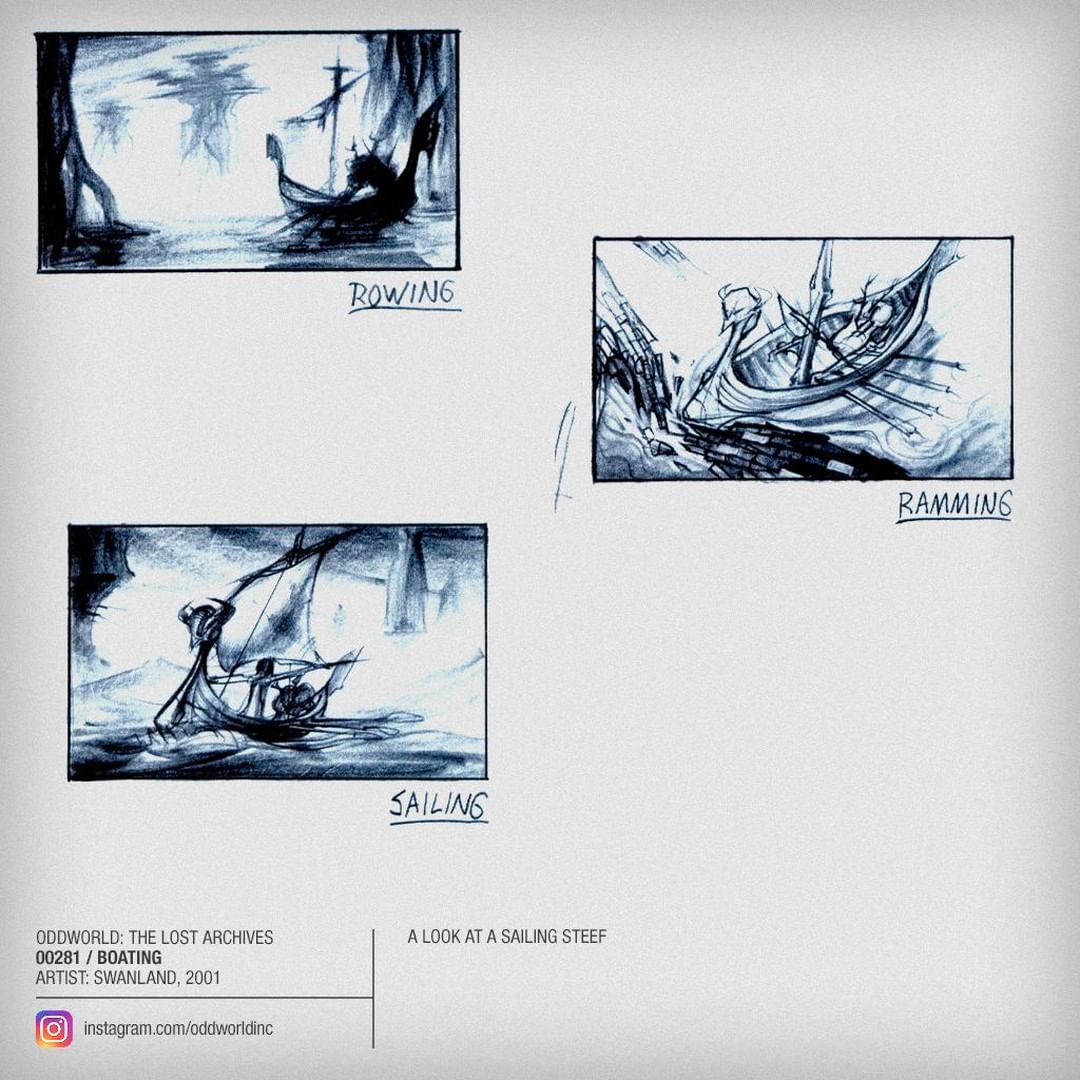 ROWING
RAMMING
SAILING
ODDWORLD: THE LOST ARCHIVES
00281 / BOATING
ARTIST: SWANLAND, 2001
instagram.com/oddworldinc
A LOOK AT A SAILING STEEF